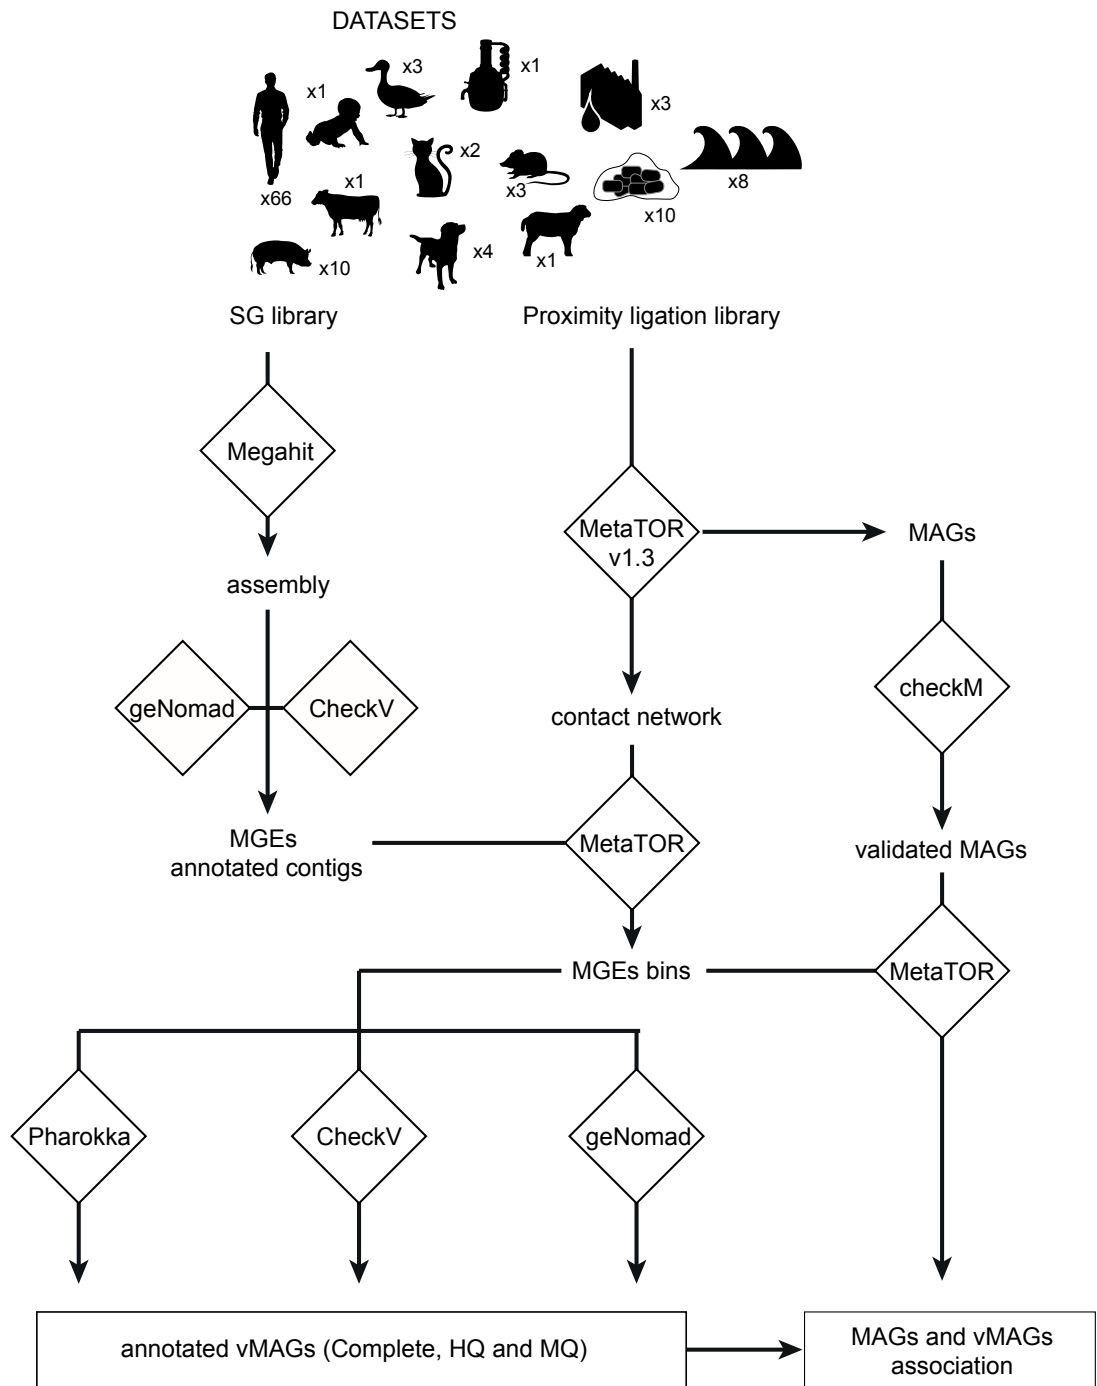 DATASETS
x1
x3
x1
x3
x66
x1
x2
x3
x10
x8
x10
x4
x1
SG library
Proximity ligation library
Megahit
MetaTOR
v1.3
MAGs
assembly
geNomad
CheckV
contact network
checkM
MGEs
annotated contigs
MetaTOR
validated MAGs
MGEs bins
MetaTOR
Pharokka
CheckV
geNomad
annotated vMAGs (Complete, HQ and MQ)
MAGs and vMAGs
association